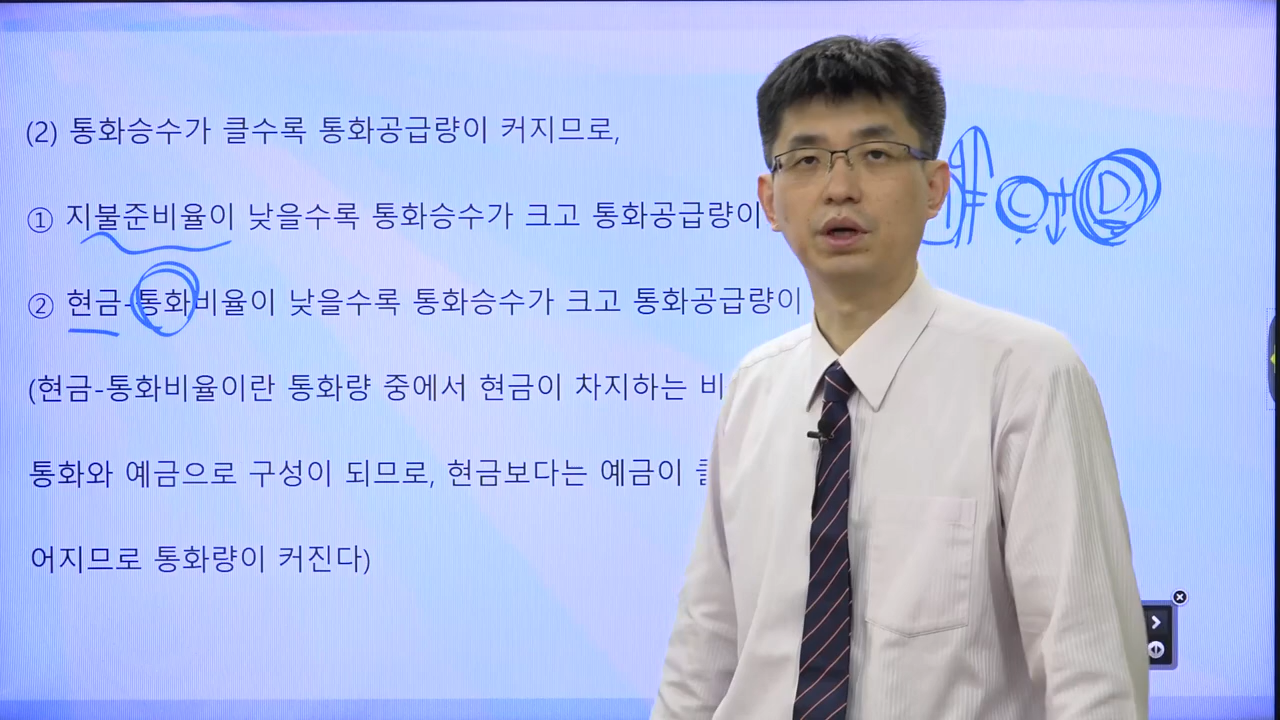 (2) 통화승수가 클수록 통화공급량이 커지므로,
① 지불준비율이 낮을수록 통화승수가 크고 통화공급량이
② 현금-통화비율이 낮을수록 통화승수가 크고 통화공급량이
(현금-통화비율이란 통화량 중에서 현금이 차지하는
통화와 예금으로 구성이 되므로, 현금보다는 예금이
어지므로 통화량이 커진다)